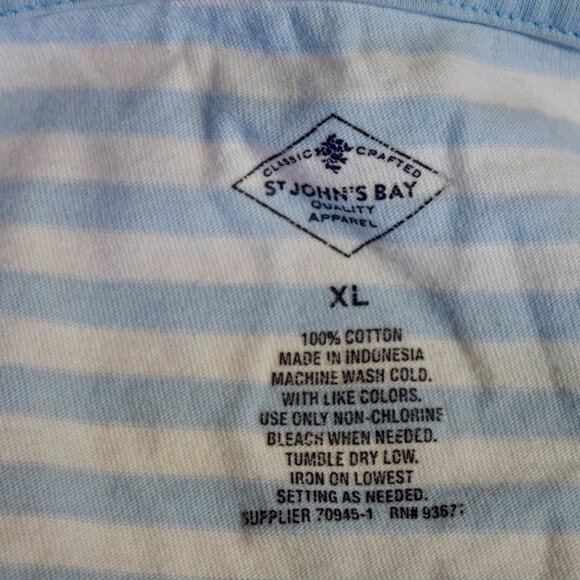 CLASSIC CRAFTED
ST JOHN'S BAY
QUALITY
APPAREL
XL
100% COTTON
MADE IN INDONESIA
MACHINE WASH COLD.
WITH LIKE COLORS.
USE ONLY NON-CHLORINE
BLEACH WHEN NEEDED.
TUMBLE DRY LOW.
IRON ON LOWEST
SETTING AS NEEDED.
SUPPLIER 70945-1 RN#